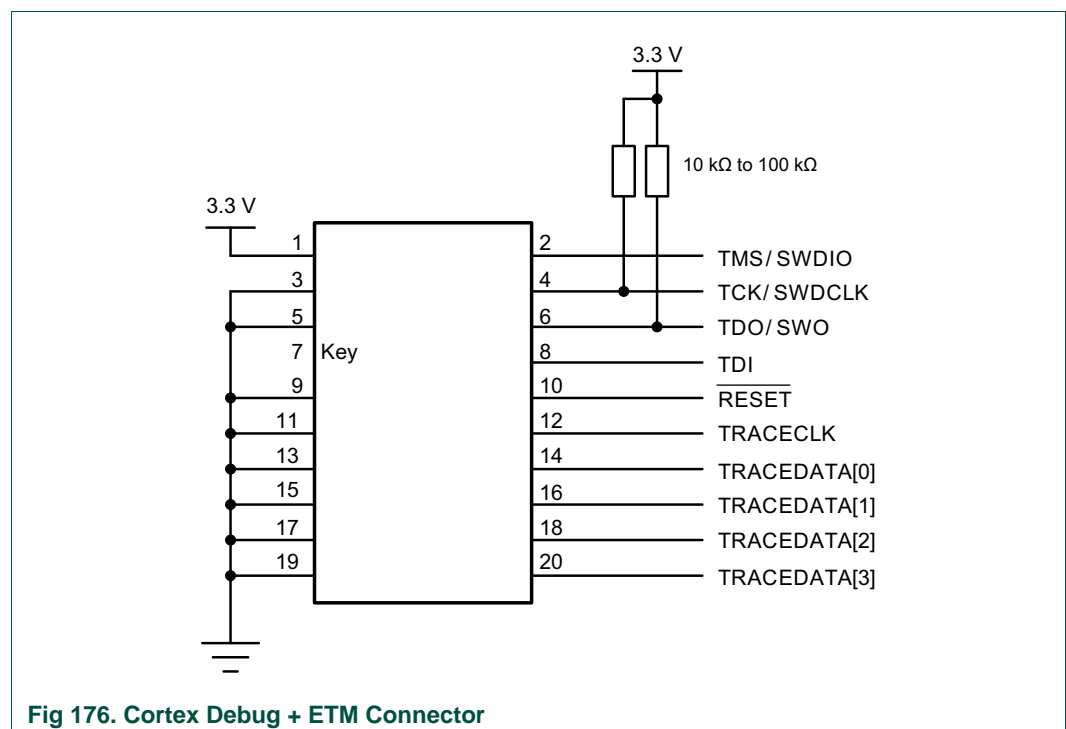 3.3 V
10 kΩ to 100 kΩ
3.3 V
1 2 TMS/ SWDIO
3 4 TCK/ SWDCLK
5 6 TDO/ SWO
7 Key 8 TDI
9 10 RESET
11 12 TRACECLK
13 14 TRACEDATA[0]
15 16 TRACEDATA[1]
17 18 TRACEDATA[2]
19 20 TRACEDATA[3]
Fig 176. Cortex Debug + ETM Connector